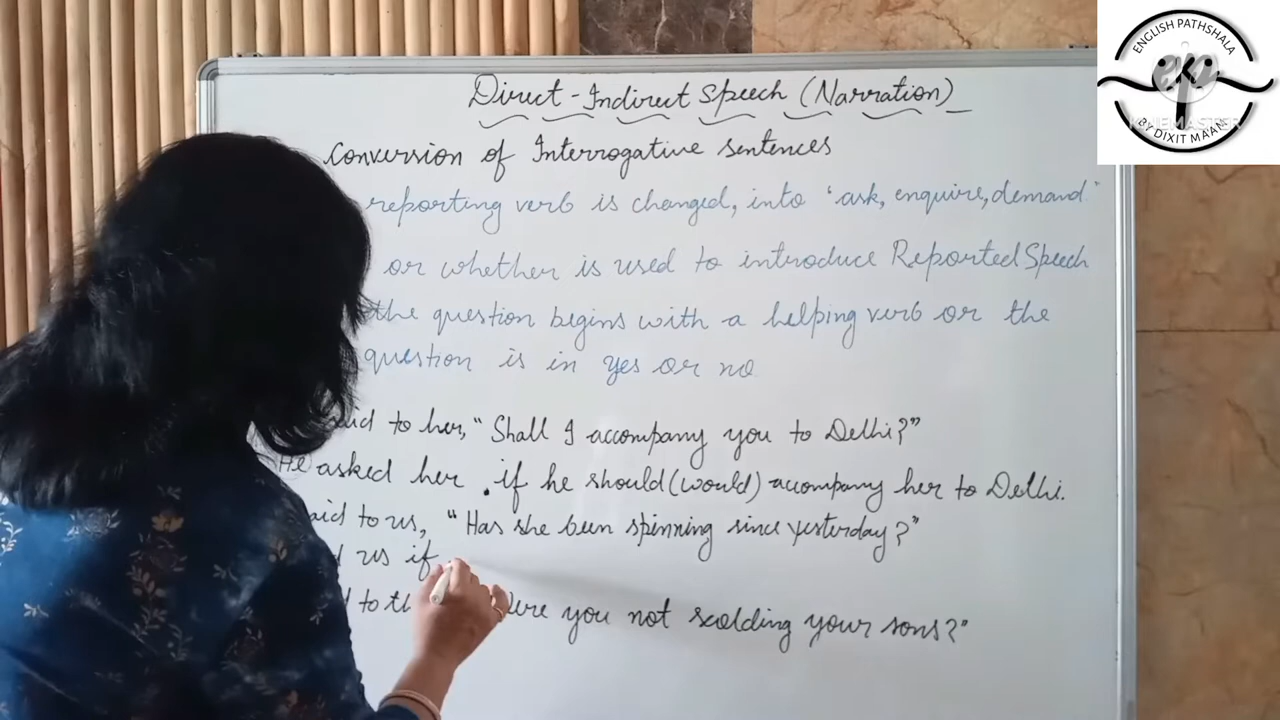 ENGLISH PATHSHALA
BY DIXIT MAAM
KINEMASTER
Direct-Indirect Speech (Narration)
Conversion of Interrogative sentences
reporting verb is changed, into 'ask, enquire, demand'
or whether is used to introduce Reported Speech
the question begins with a helping verb or the
question is in Yes or no
to her, "Shall I accompany you to Delhi?"
He asked her if he should (would) accompany her to Delhi.
to us, "Has she been spinning since yesterday?"
us if
to you not scolding your sons?"